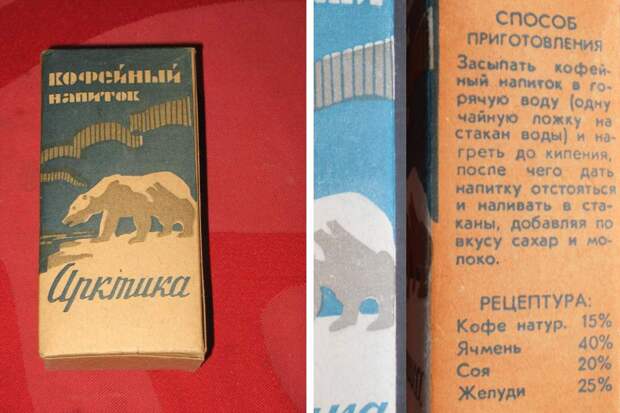 КОФЕЙНЫЙ
НАПИТОК
Арктика
СПОСОБ
ПРИГОТОВЛЕНИЯ
Засыпать кофей-
ный напиток в го-
рячую воду (одну
чайную ложку на
стакан воды) и на-
греть до кипения,
после чего дать
напитку отстояться
и наливать в ста-
каны, добавляя по
вкусу сахар и мо-
локо.
РЕЦЕПТУРА:
Кофе натур. 15%
Ячмень 40%
Соя 20%
Желуди 25%